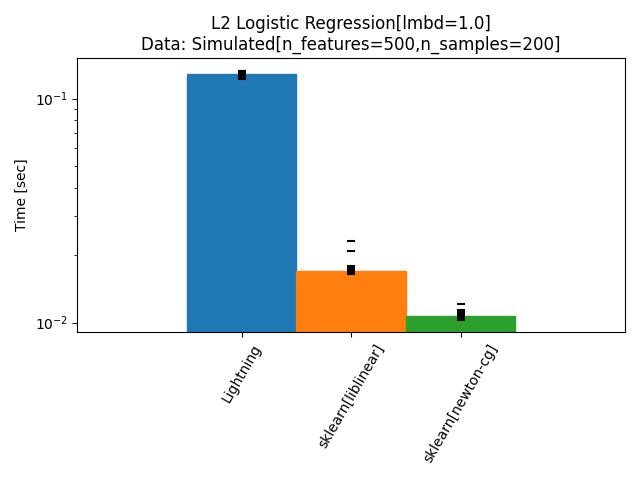 L2 Logistic Regression[lmbd=1.0]
Data: Simulated[n_features=500,n_samples=200]
Time [sec]
10⁻¹
10⁻²
Lightning
sklearn[liblinear]
sklearn[newton-cg]